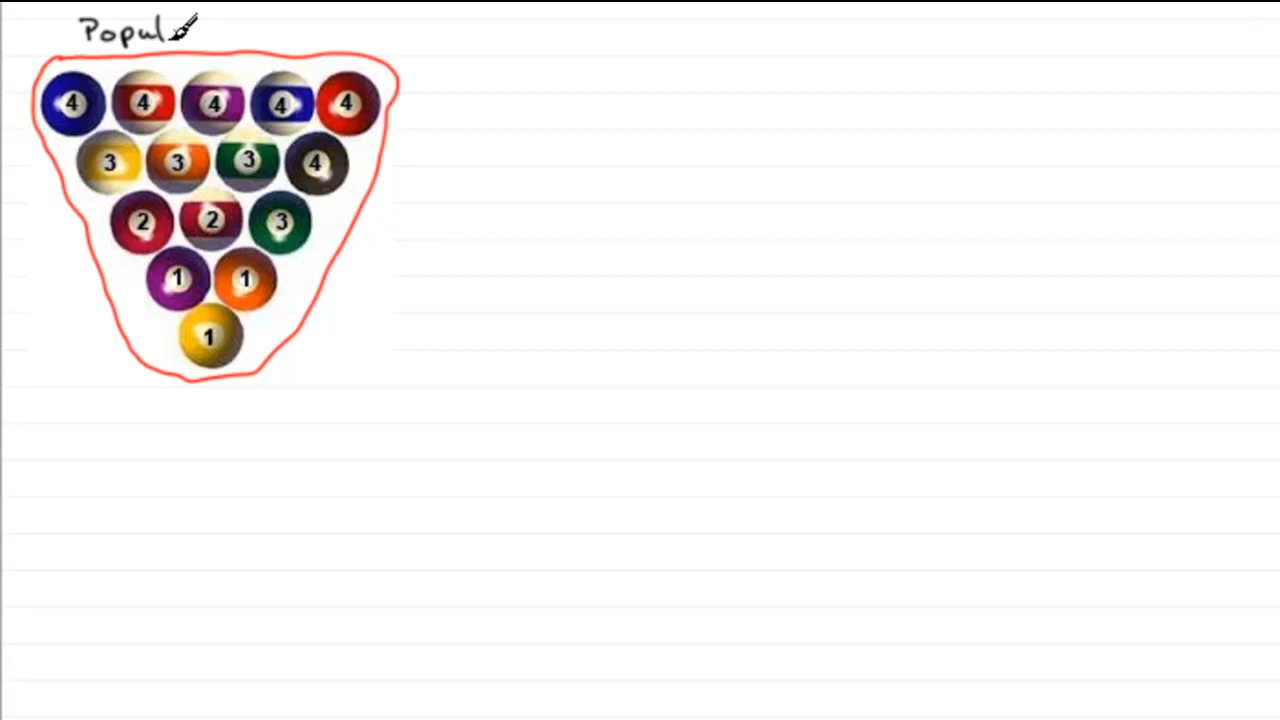 Popul
4 4 4 4 4
3 3 3 4
2 2 3
1 1
1